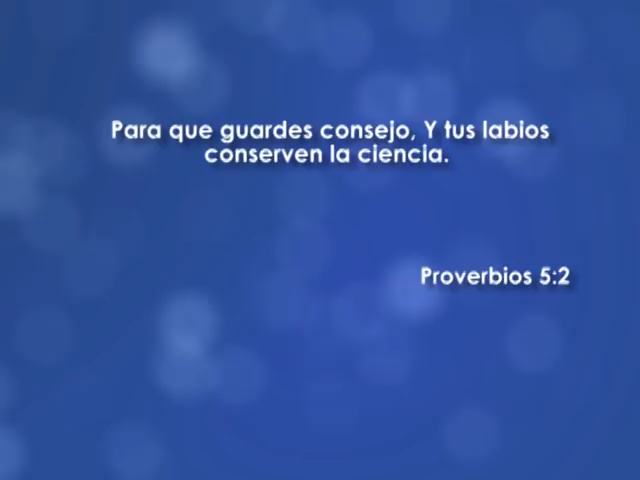 Para que guardes consejo, Y tus labios
conserven la ciencia.
Proverbios 5:2